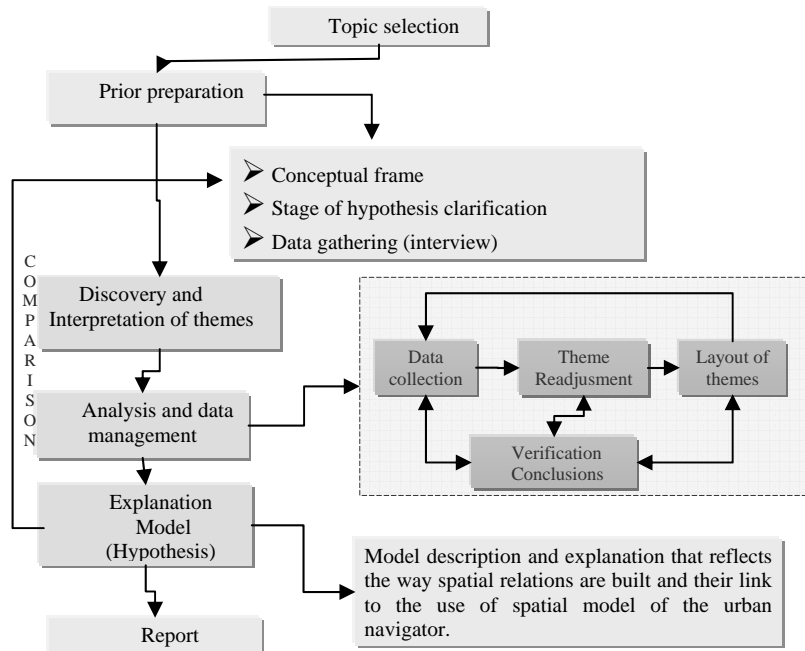 Topic selection
Prior preparation
Conceptual frame
Stage of hypothesis clarification
Data gathering (interview)
COMPARISON
Discovery and
Interpretation of themes
Data
collection
Theme
Readjusment
Layout of
themes
Analysis and data
management
Verification
Conclusions
Explanation
Model
(Hypothesis)
Model description and explanation that reflects
the way spatial relations are built and their link
to the use of spatial model of the urban
navigator.
Report